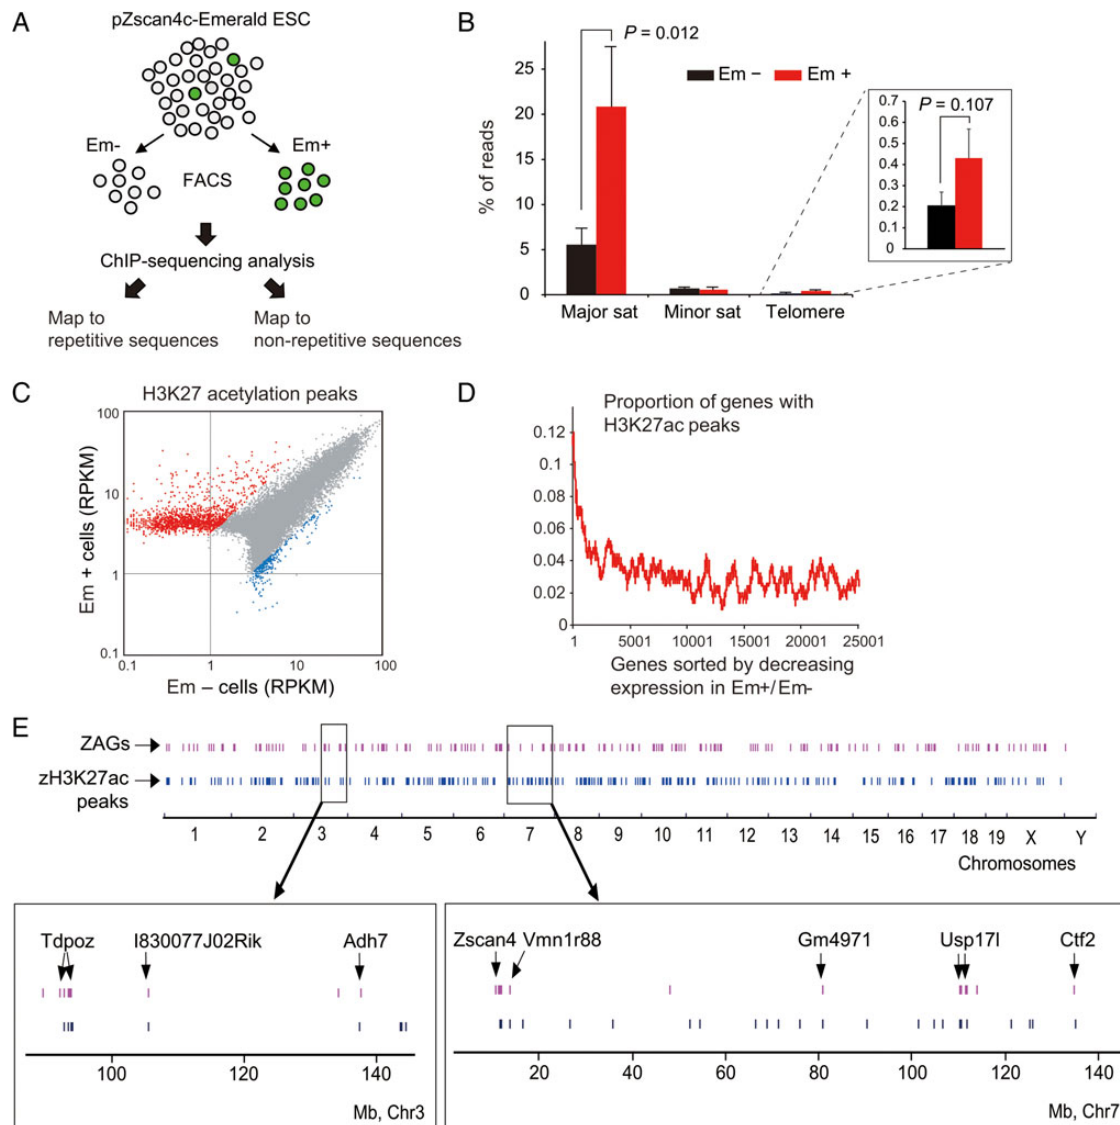 A
pZscan4c-Emerald ESC
Em-
Em+
FACS
ChIP-sequencing analysis
Map to
repetitive sequences
Map to
non-repetitive sequences
B
P = 0.012
Em –
Em +
% of reads
25
20
15
10
5
0
Major sat
Minor sat
Telomere
P = 0.107
0.7
0.6
0.5
0.4
0.3
0.2
0.1
0
C
H3K27 acetylation peaks
Em + cells (RPKM)
100
10
1
0.1
0.1
1
10
100
Em – cells (RPKM)
D
Proportion of genes with
H3K27ac peaks
0.12
0.1
0.08
0.06
0.04
0.02
0
1
5001
10001
15001
20001
25001
Genes sorted by decreasing
expression in Em+/Em-
E
ZAGs
zH3K27ac
peaks
1 2 3 4 5 6 7 8 9 10 11 12 13 14 15 16 17 18 19 X Y
Chromosomes
Tdpoz
I830077J02Rik
Adh7
100 120 140
Mb, Chr3
Zscan4 Vmn1r88
Gm4971
Usp17l
Ctf2
20 40 60 80 100 120 140
Mb, Chr7